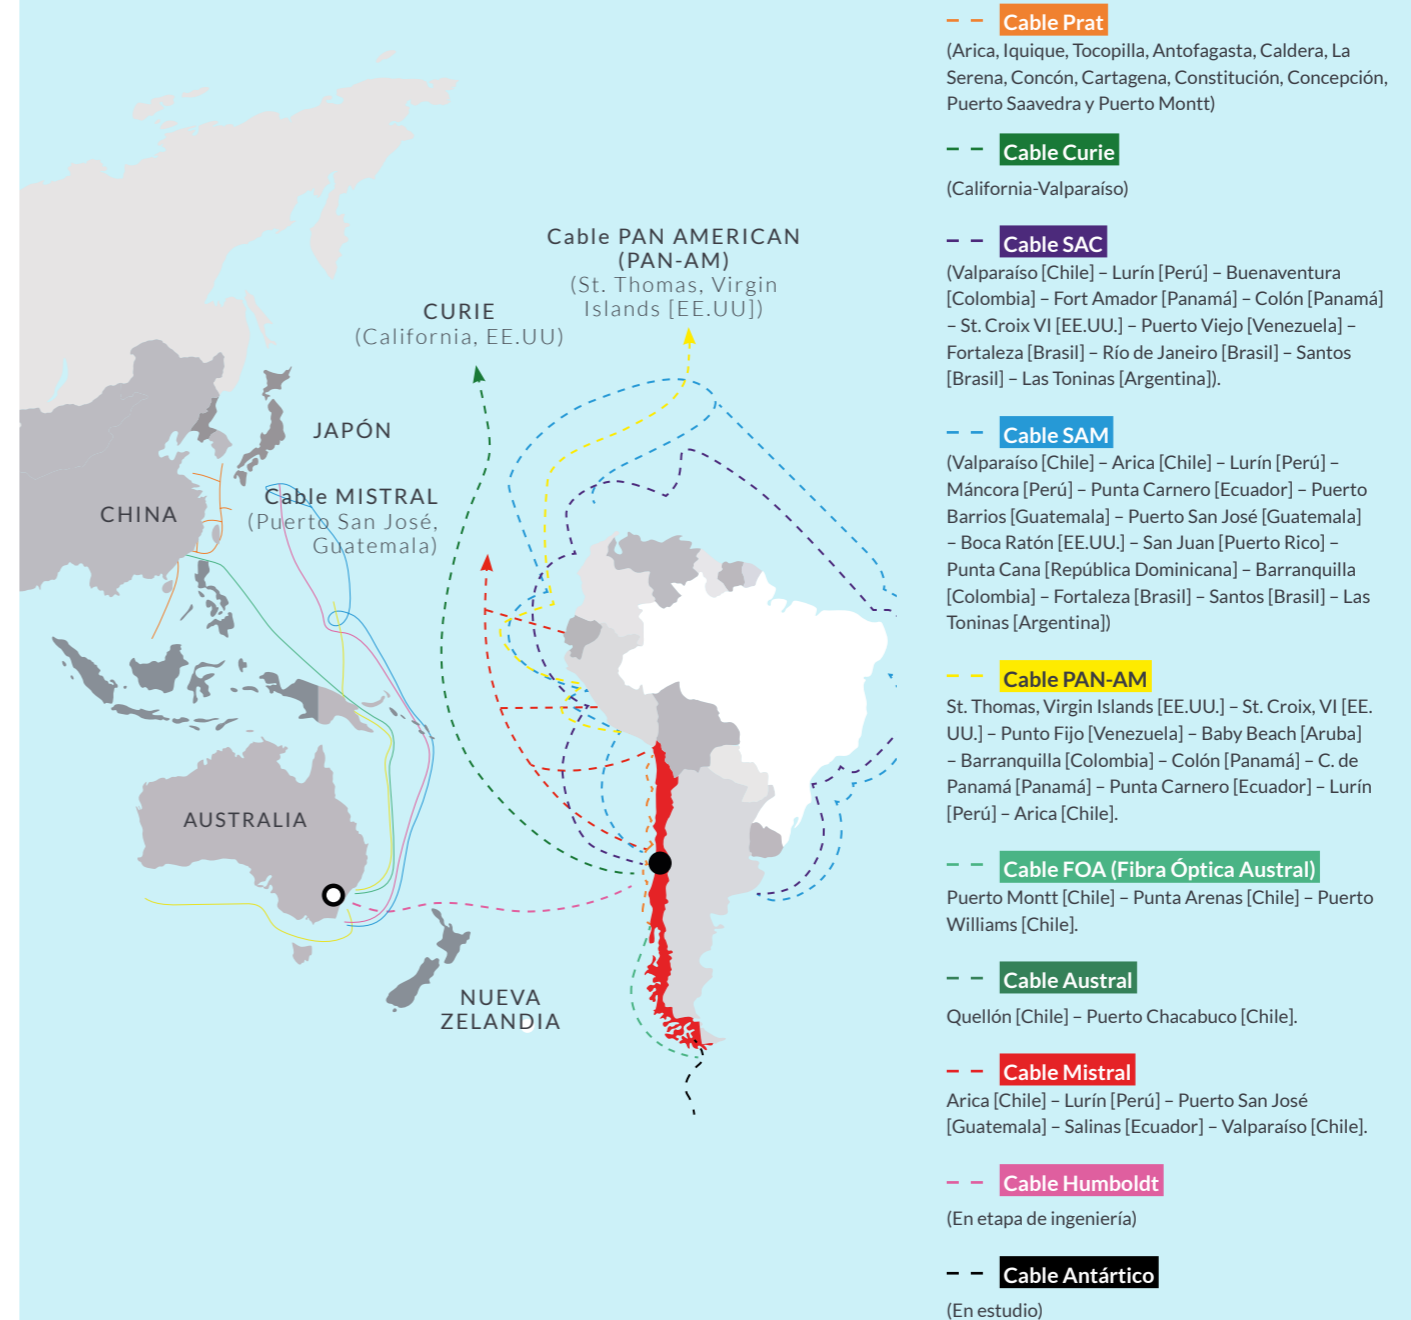 Cable PAN AMERICAN
(PAN-AM)
(St. Thomas, Virgin
Islands [EE.UU])
CURIE
(California, EE.UU)
JAPÓN
Cable MISTRAL
(Puerto San José,
Guatemala)
CHINA
AUSTRALIA
NUEVA
ZELANDIA
Cable Prat
(Arica, Iquique, Tocopilla, Antofagasta, Caldera, La
Serena, Concón, Cartagena, Constitución, Concepción,
Puerto Saavedra y Puerto Montt)
Cable Curie
(California-Valparaíso)
Cable SAC
(Valparaíso [Chile] – Lurín [Perú] – Buenaventura
[Colombia] – Fort Amador [Panamá] – Colón [Panamá]
– St. Croix VI [EE.UU.] – Puerto Viejo [Venezuela] –
Fortaleza [Brasil] – Río de Janeiro [Brasil] – Santos
[Brasil] – Las Toninas [Argentina]).
Cable SAM
(Valparaíso [Chile] – Arica [Chile] – Lurín [Perú] –
Máncora [Perú] – Punta Carnero [Ecuador] – Puerto
Barrios [Guatemala] – Puerto San José [Guatemala]
– Boca Ratón [EE.UU.] – San Juan [Puerto Rico] –
Punta Cana [República Dominicana] – Barranquilla
[Colombia] – Fortaleza [Brasil] – Santos [Brasil] – Las
Toninas [Argentina])
Cable PAN-AM
St. Thomas, Virgin Islands [EE.UU.] – St. Croix, VI [EE.
UU.] – Punto Fijo [Venezuela] – Baby Beach [Aruba]
– Barranquilla [Colombia] – Colón [Panamá] – C. de
Panamá [Panamá] – Punta Carnero [Ecuador] – Lurín
[Perú] – Arica [Chile].
Cable FOA (Fibra Óptica Austral)
Puerto Montt [Chile] – Punta Arenas [Chile] – Puerto
Williams [Chile].
Cable Austral
Quellón [Chile] – Puerto Chacabuco [Chile].
Cable Mistral
Arica [Chile] – Lurín [Perú] – Puerto San José
[Guatemala] – Salinas [Ecuador] – Valparaíso [Chile].
Cable Humboldt
(En etapa de ingeniería)
Cable Antártico
(En estudio)